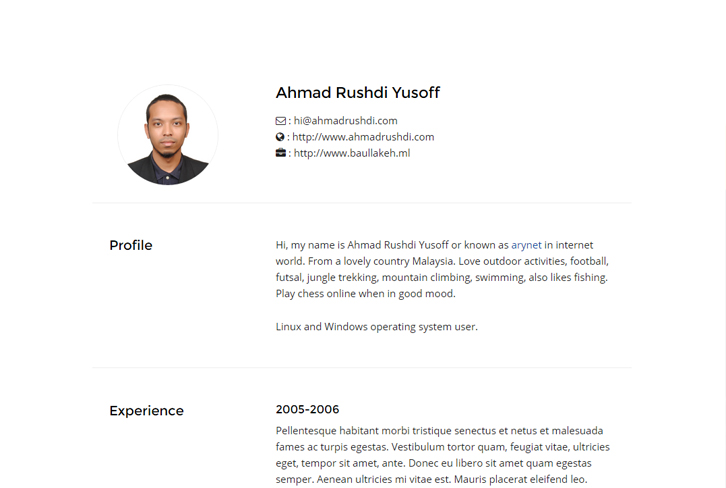 Ahmad Rushdi Yusoff
: hi@ahmadrushdi.com
: http://www.ahmadrushdi.com
: http://www.baullakeh.ml
Profile
Hi, my name is Ahmad Rushdi Yusoff or known as arynet in internet
world. From a lovely country Malaysia. Love outdoor activities, football,
futsal, jungle trekking, mountain climbing, swimming, also likes fishing.
Play chess online when in good mood.
Linux and Windows operating system user.
Experience
2005-2006
Pellentesque habitant morbi tristique senectus et netus et malesuada
fames ac turpis egestas. Vestibulum tortor quam, feugiat vitae, ultricies
eget, tempor sit amet, ante. Donec eu libero sit amet quam egestas
semper. Aenean ultricies mi vitae est. Mauris placerat eleifend leo.